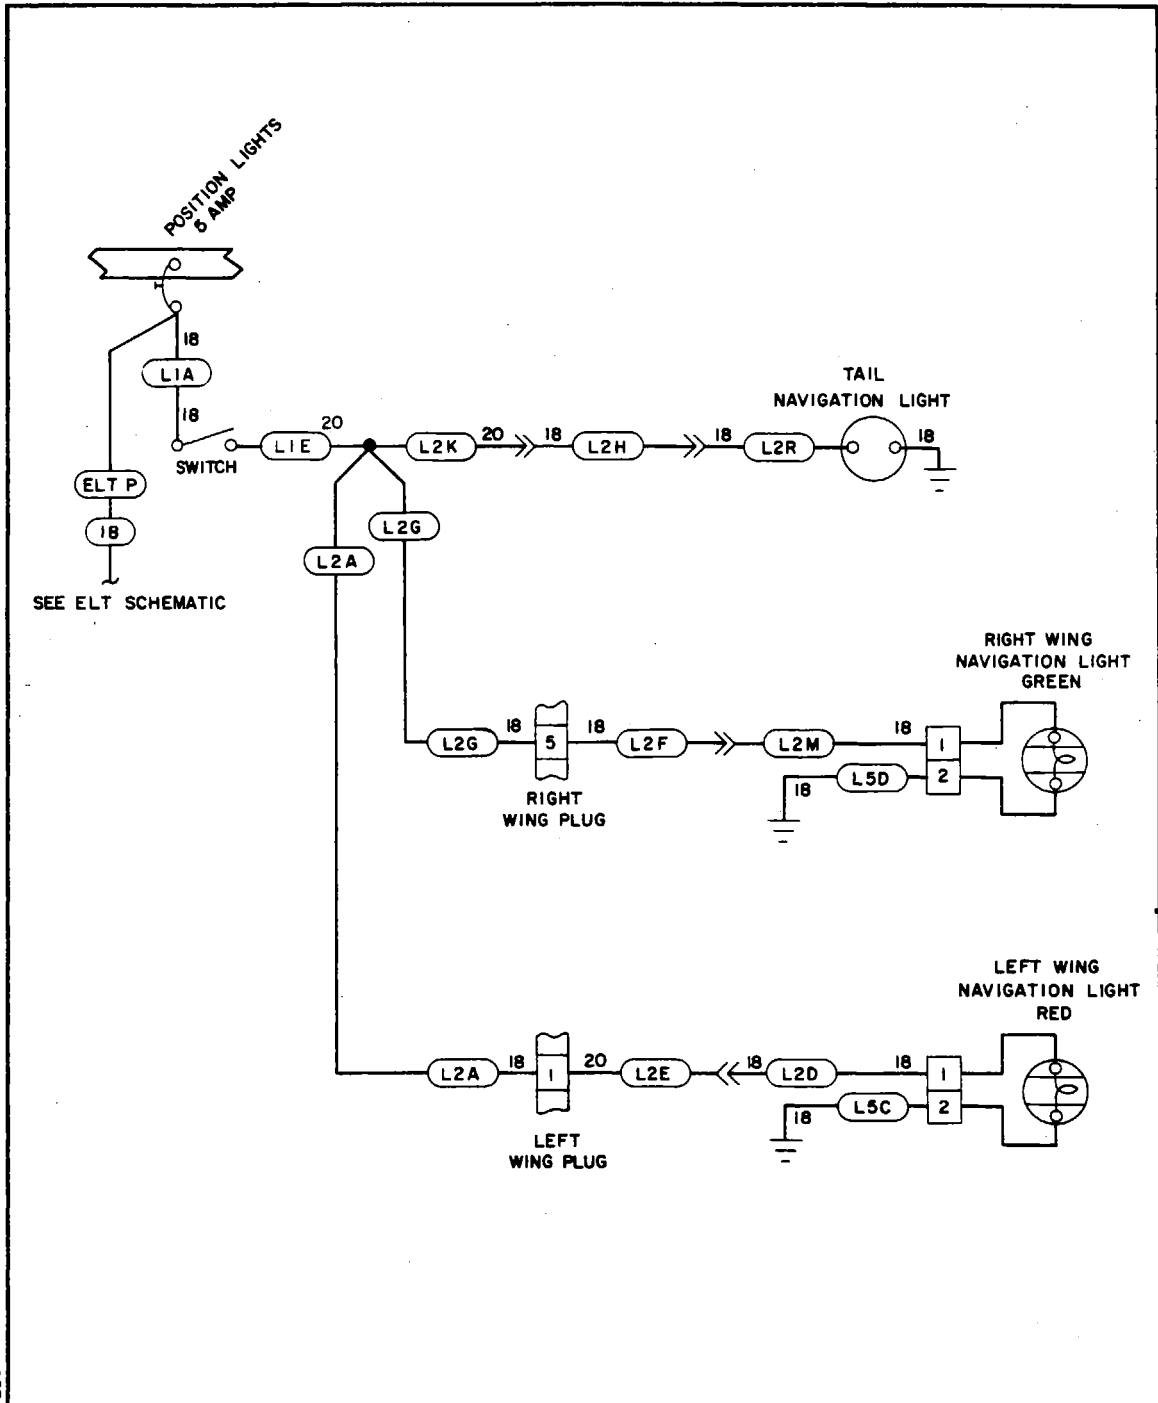 POSITION LIGHTS
5 AMP
18
L1A
18
SWITCH
L1E
20
L2K
20
18
L2H
18
L2R
TAIL
NAVIGATION LIGHT
18
ELT P
18
SEE ELT SCHEMATIC
L2A
L2G
RIGHT WING
NAVIGATION LIGHT
GREEN
L2G
18
5
18
L2F
L2M
18
1
2
L5D
18
RIGHT
WING PLUG
LEFT WING
NAVIGATION LIGHT
RED
L2A
18
1
20
L2E
18
L2D
18
1
2
L5C
18
LEFT
WING PLUG